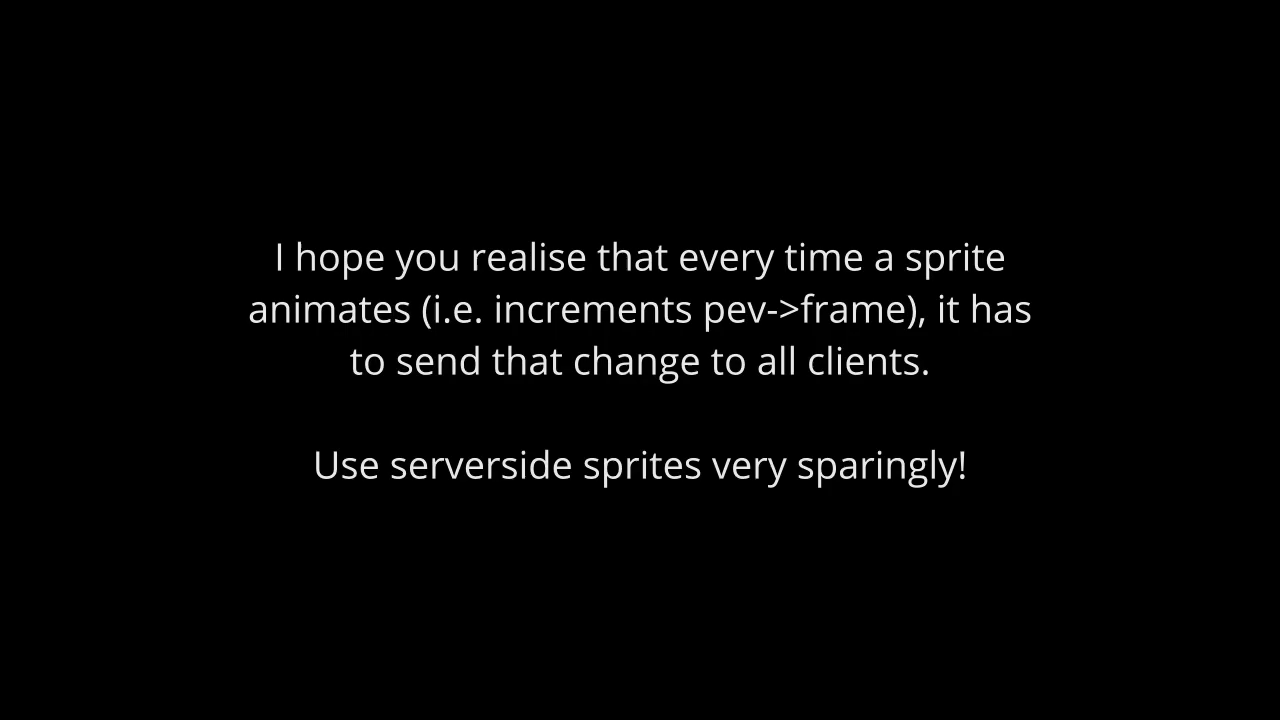 I hope you realise that every time a sprite
animates (i.e. increments pev->frame), it has
to send that change to all clients.
Use serverside sprites very sparingly!